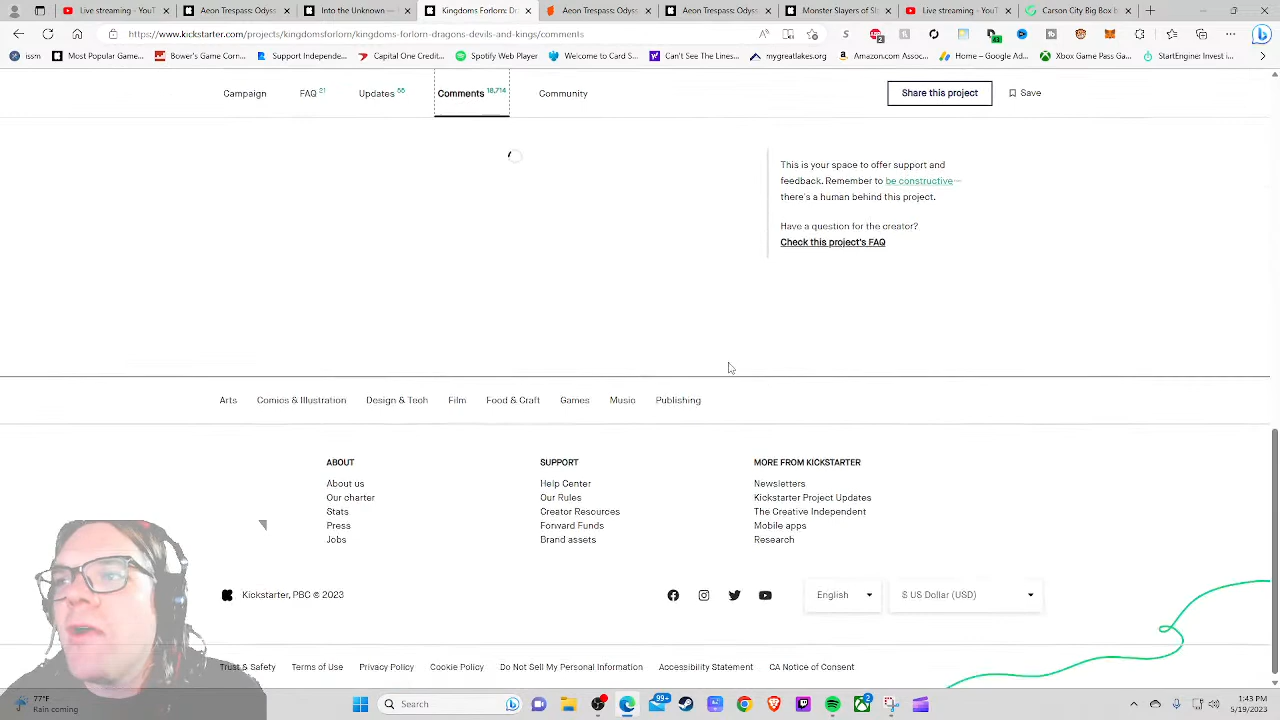 Live streaming - YouT
Aeon Trespass: Odys
Into the Unknown —
Kingdoms Forlorn: D
Aeon Trespass: Odys
Aeon Trespass: Odys
Monster Slayers of S
Live streaming - YouT
Carson City Big Box
https://www.kickstarter.com/projects/kingdomsforlorn/kingdoms-forlorn-dragons-devils-and-kings/comments
Most Popular Game...
Bower's Game Corne...
Support Independe...
Capital Credit One...
Spotify Web Player
Welcome to Card S...
Can't See The Lines...
mygreatlakes.org
Amazon.com Assoc...
Home – Google Ad...
Xbox Game Pass Ga...
StartEngine Invest...
Campaign
FAQ 21
Updates
Comments 18,714
Community
Share this project
Save
This is your space to offer support and
feedback. Remember to be constructive—
there's a human behind this project.
Have a question for the creator?
Check this project's FAQ
Arts
Comics & Illustration
Design & Tech
Film
Food & Craft
Games
Music
Publishing
ABOUT
About us
Our charter
Stats
Press
Jobs
SUPPORT
Help Center
Our Rules
Creator Resources
Forward Funds
Brand assets
MORE FROM KICKSTARTER
Newsletters
Kickstarter Project Updates
The Creative Independent
Mobile apps
Research
Kickstarter, PBC © 2023
English
$ US Dollar (USD)
Trust & Safety
Terms of Use
Privacy Policy
Cookie Policy
Do Not Sell My Personal Information
Accessibility Statement
CA Notice of Consent
77°F
Rain coming
Search
99+
2
1:43 PM
5/19/2023